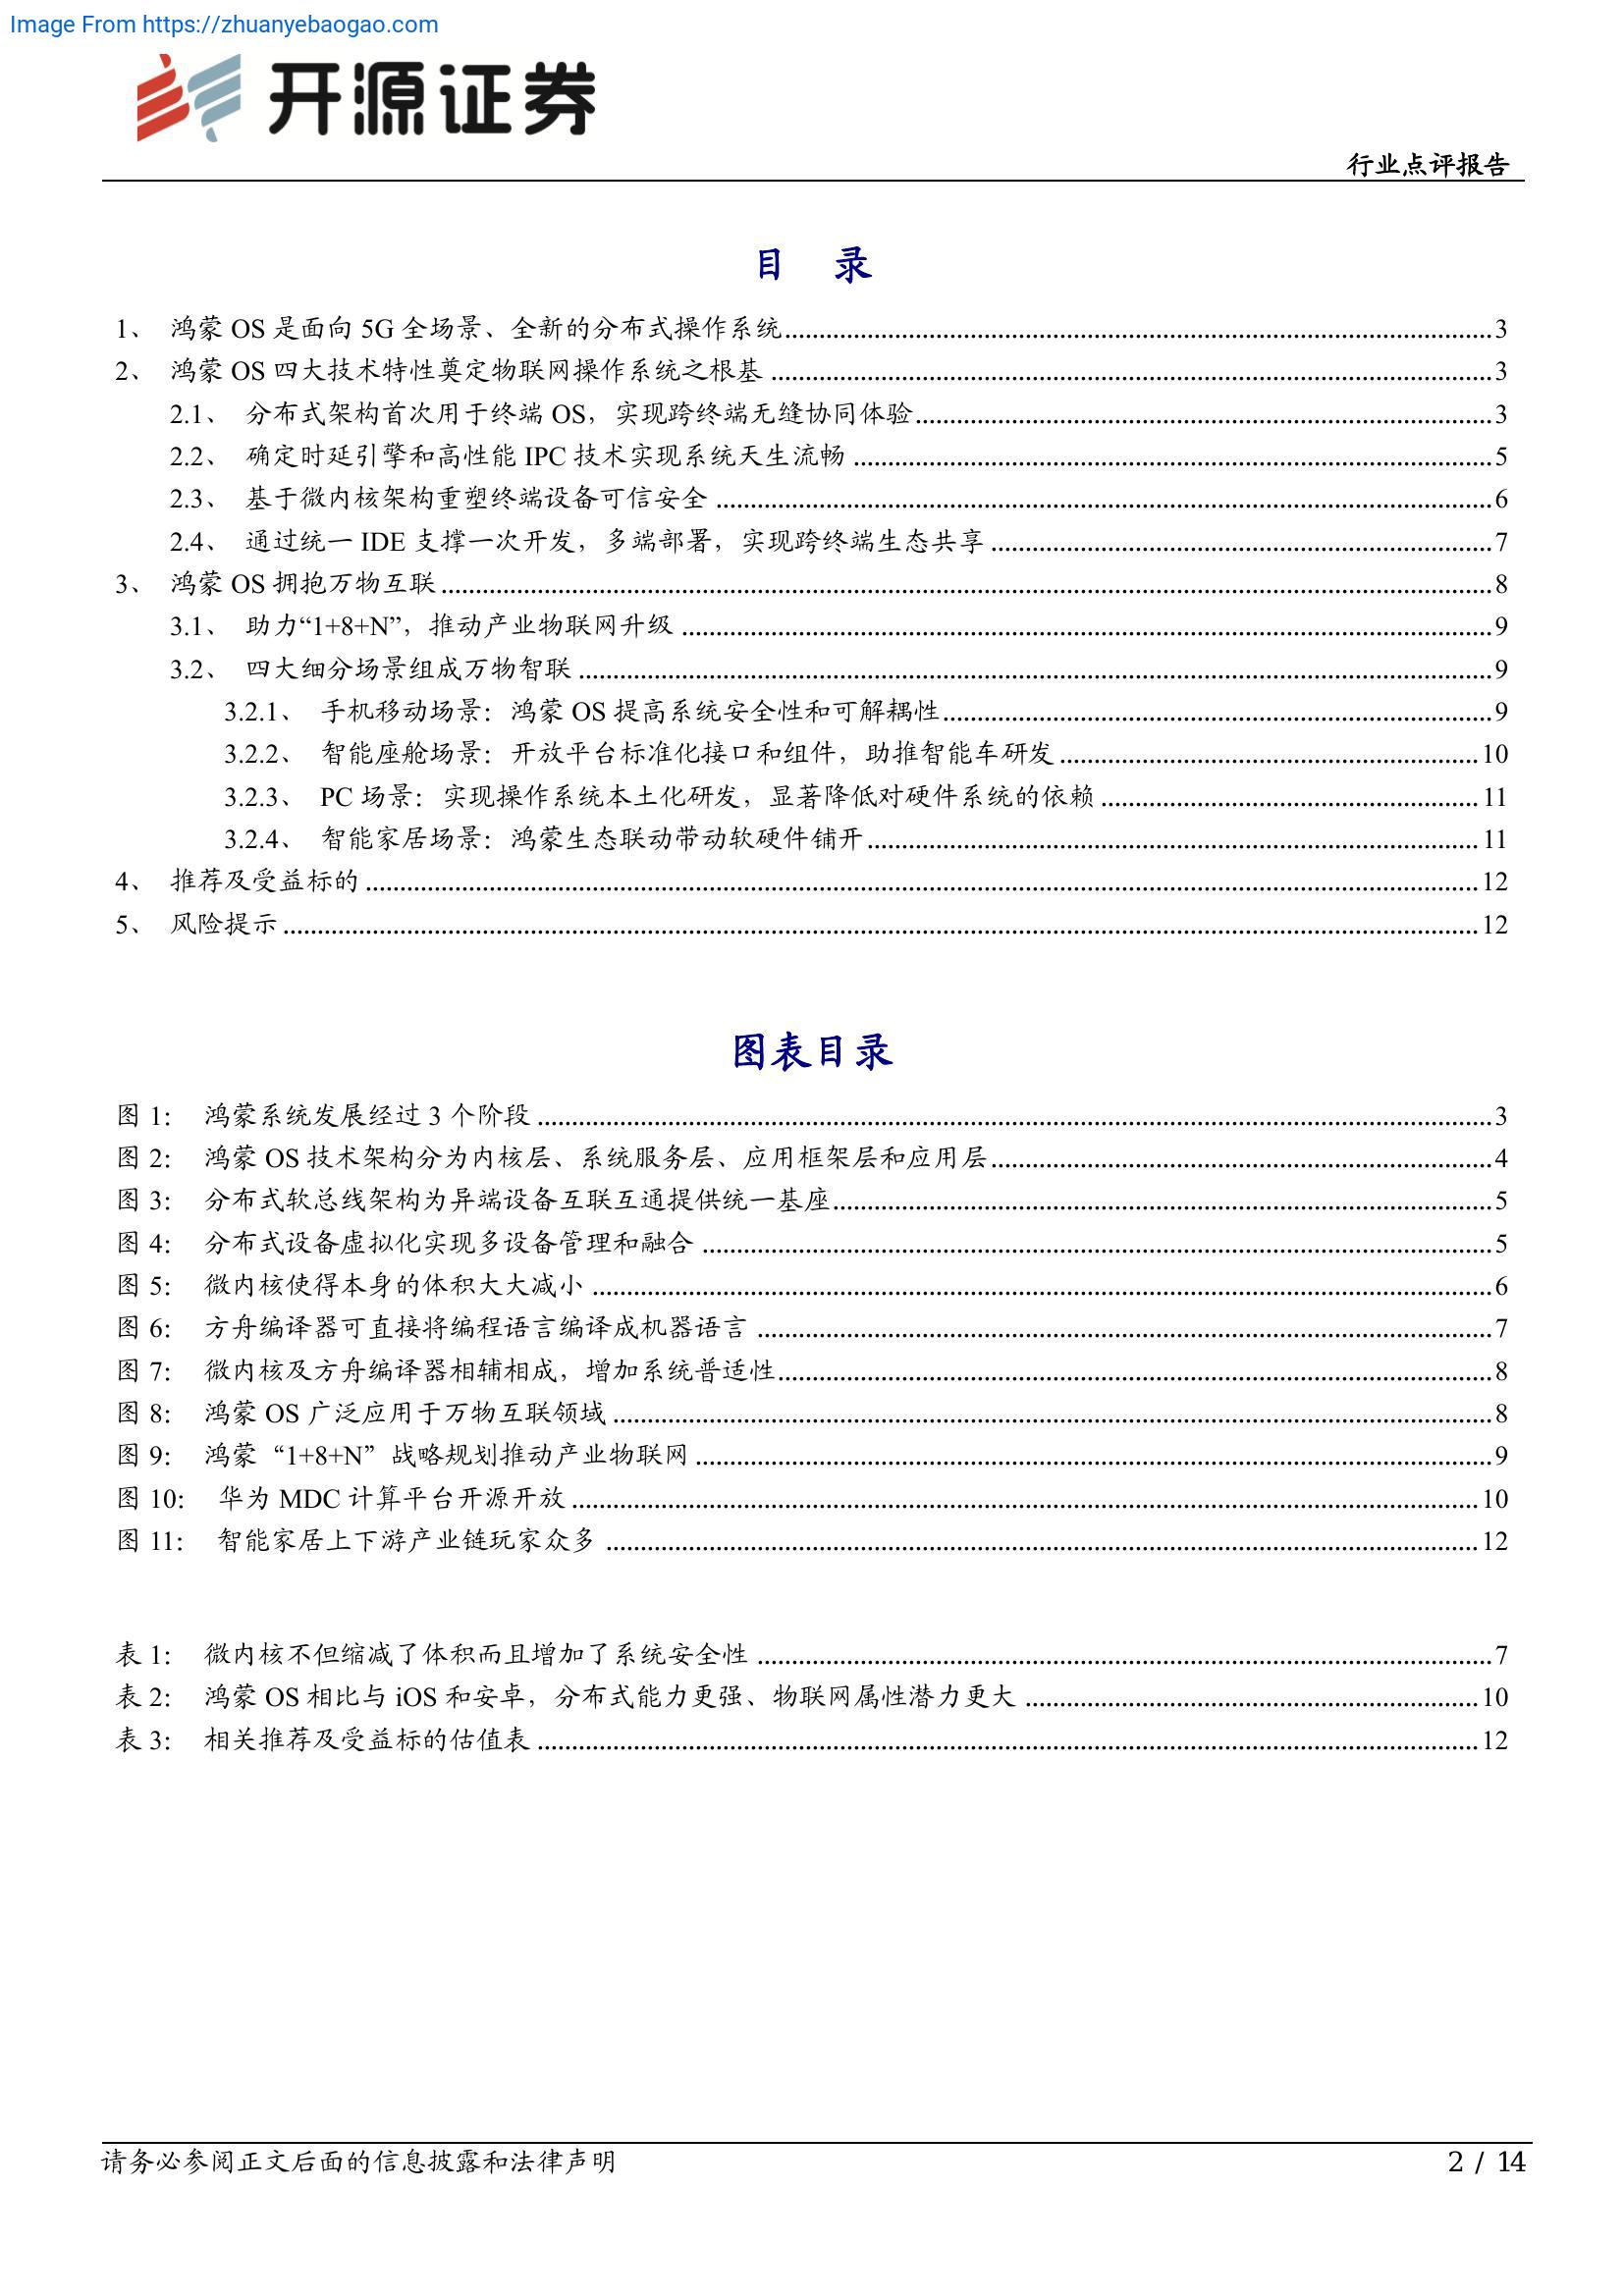 Image From https://zhuanyebaogao.com
开源证券
行业点评报告
目 录
1、 鸿蒙 OS 是面向 5G 全场景、全新的分布式操作系统 3
2、 鸿蒙 OS 四大技术特性奠定物联网操作系统之根基 3
2.1、 分布式架构首次用于终端 OS，实现跨终端无缝协同体验 3
2.2、 确定时延引擎和高性能 IPC 技术实现系统天生流畅 5
2.3、 基于微内核架构重塑终端设备可信安全 6
2.4、 通过统一 IDE 支撑一次开发，多端部署，实现跨终端生态共享 7
3、 鸿蒙 OS 拥抱万物互联 8
3.1、 助力“1+8+N”，推动产业物联网升级 9
3.2、 四大细分场景组成万物智联 9
3.2.1、 手机移动场景：鸿蒙 OS 提高系统安全性和可解耦性 9
3.2.2、 智能座舱场景：开放平台标准化接口和组件，助推智能车研发 10
3.2.3、 PC 场景：实现操作系统本土化研发，显著降低对硬件系统的依赖 11
3.2.4、 智能家居场景：鸿蒙生态联动带动软硬件铺开 11
4、 推荐及受益标的 12
5、 风险提示 12
图表目录
图 1： 鸿蒙系统发展经过 3 个阶段 3
图 2： 鸿蒙 OS 技术架构分为内核层、系统服务层、应用框架层和应用层 4
图 3： 分布式软总线架构为异端设备互联互通提供统一基座 5
图 4： 分布式设备虚拟化实现多设备管理和融合 5
图 5： 微内核使得本身的体积大大减小 6
图 6： 方舟编译器可直接将编程语言编译成机器语言 7
图 7： 微内核及方舟编译器相辅相成，增加系统普适性 8
图 8： 鸿蒙 OS 广泛应用于万物互联领域 8
图 9： 鸿蒙“1+8+N”战略规划推动产业物联网 9
图 10： 华为 MDC 计算平台开源开放 10
图 11： 智能家居上下游产业链玩家众多 12
表 1： 微内核不但缩减了体积而且增加了系统安全性 7
表 2： 鸿蒙 OS 相比与 iOS 和安卓，分布式能力更强、物联网属性潜力更大 10
表 3： 相关推荐及受益标的估值表 12
请务必参阅正文后面的信息披露和法律声明 2 / 14